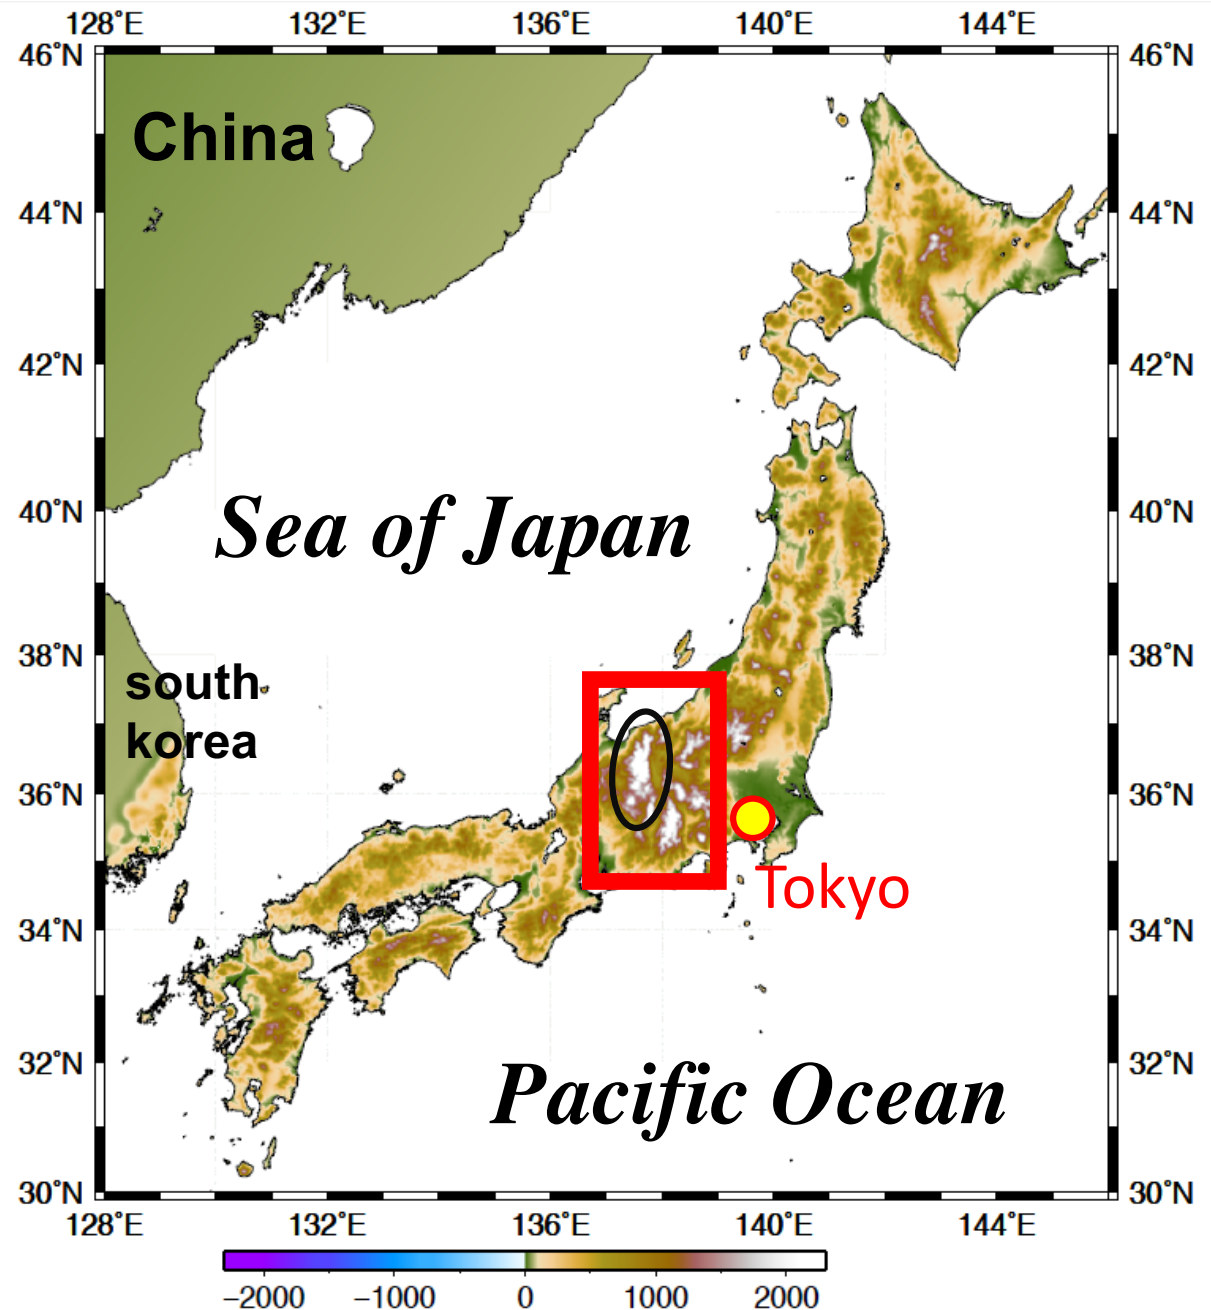 128°E 132°E 136°E 140°E 144°E
46°N 46°N
China
44°N 44°N
42°N 42°N
40°N 40°N
Sea of Japan
38°N 38°N
south
korea
36°N 36°N
Tokyo
34°N 34°N
32°N 32°N
Pacific Ocean
30°N 30°N
128°E 132°E 136°E 140°E 144°E
−2000 −1000 0 1000 2000